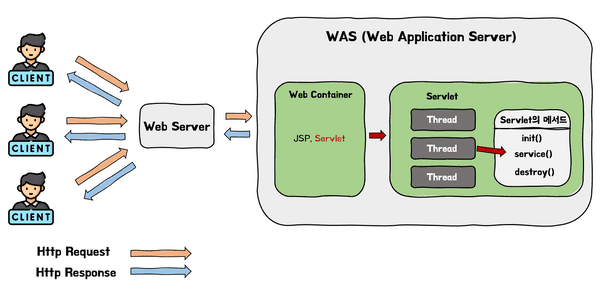 WAS (Web Application Server)
CLIENT
CLIENT
CLIENT
Web Server
Web Container
JSP, Servlet
Servlet
Thread
Thread
Thread
Servlet의 메서드
init()
service()
destroy()
Http Request
Http Response